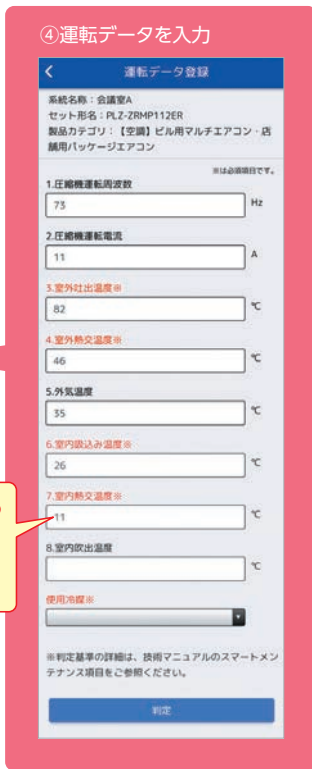 ④運転データを入力
運転データ登録
系統名称：会議室A
セット形名：PLZ-ZRMP112ER
製品カテゴリ：【空調】ビル用マルチエアコン・店
舗用パッケージエアコン
※は必須項目です。
1.圧縮機運転周波数
73 Hz
2.圧縮機運転電流
11 A
3.室外吐出温度※
82 ℃
4.室外熱交温度※
46 ℃
5.外気温度
35 ℃
6.室内吸込み温度※
26 ℃
7.室内熱交温度※
11 ℃
8.室内吹出温度
℃
使用冷媒※
※判定基準の詳細は、技術マニュアルのスマートメン
テナンス項目をご参照ください。
判定